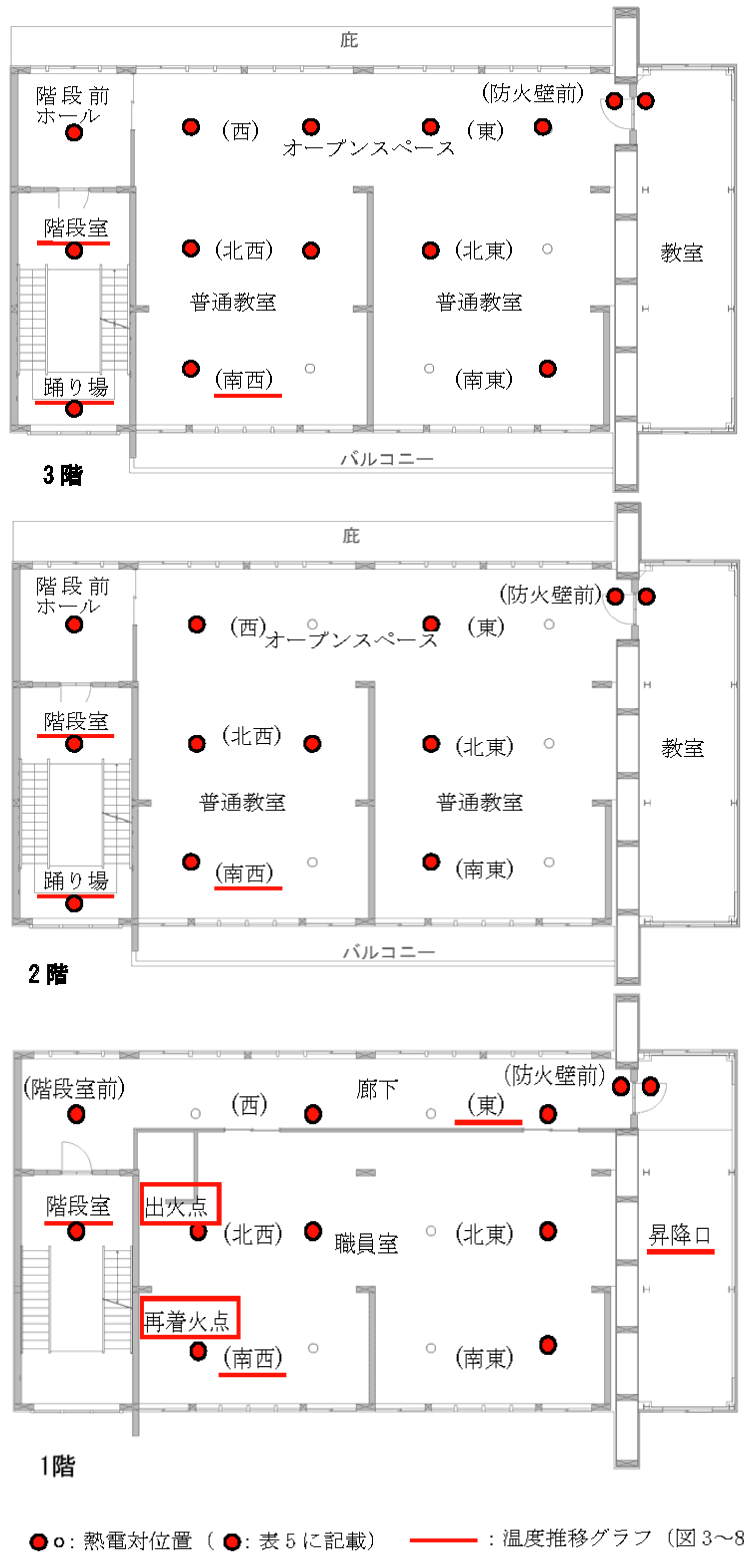 庇
階段前
ホール
(西)
(東)
(防火壁前)
オープンスペース
階段室
(北西)
(北東)
教室
普通教室
普通教室
踊り場
(南西)
(南東)
バルコニー
3階
庇
階段前
ホール
(西)
(東)
(防火壁前)
オープンスペース
階段室
(北西)
(北東)
教室
普通教室
普通教室
踊り場
(南西)
(南東)
バルコニー
2階
(階段室前)
(西)
廊下
(東)
(防火壁前)
階段室
出火点
(北西)
職員室
(北東)
昇降口
再着火点
(南西)
(南東)
1階
●○:熱電対位置(●:表5に記載) ――:温度推移グラフ(図3～8